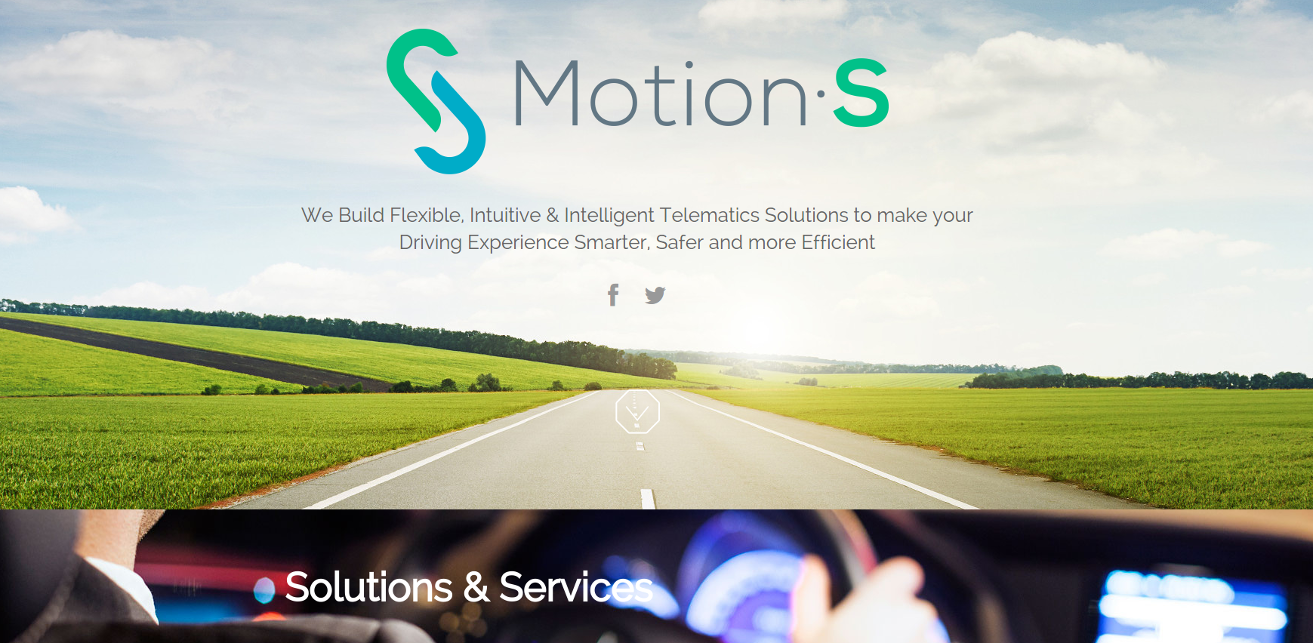 Motion·S
We Build Flexible, Intuitive & Intelligent Telematics Solutions to make your
Driving Experience Smarter, Safer and more Efficient
Solutions & Services